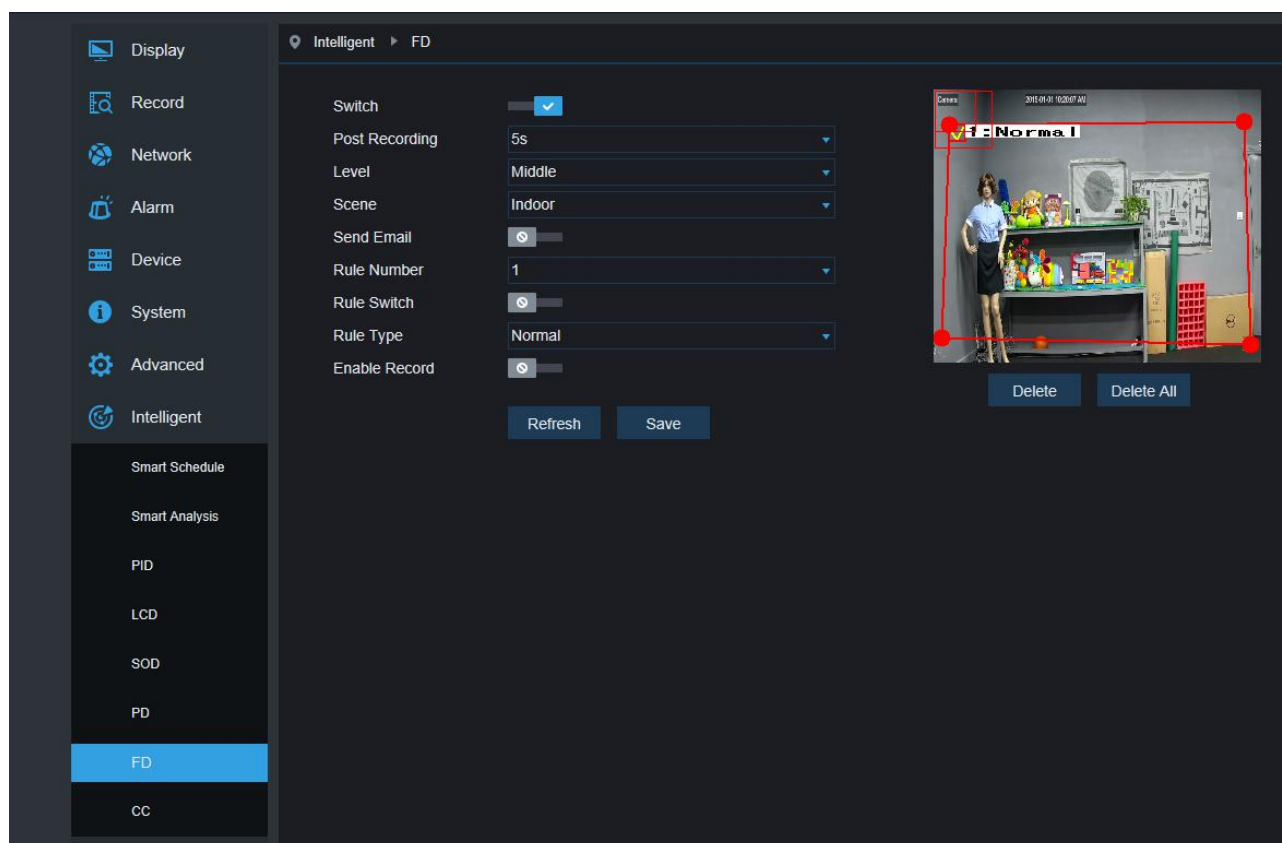 Display
Record
Network
Alarm
Device
System
Advanced
Intelligent
Smart Schedule
Smart Analysis
PID
LCD
SOD
PD
FD
CC
Intelligent FD
Switch
Post Recording 5s
Level Middle
Scene Indoor
Send Email
Rule Number 1
Rule Switch
Rule Type Normal
Enable Record
Refresh Save
Camera
1:Normal
Delete Delete All